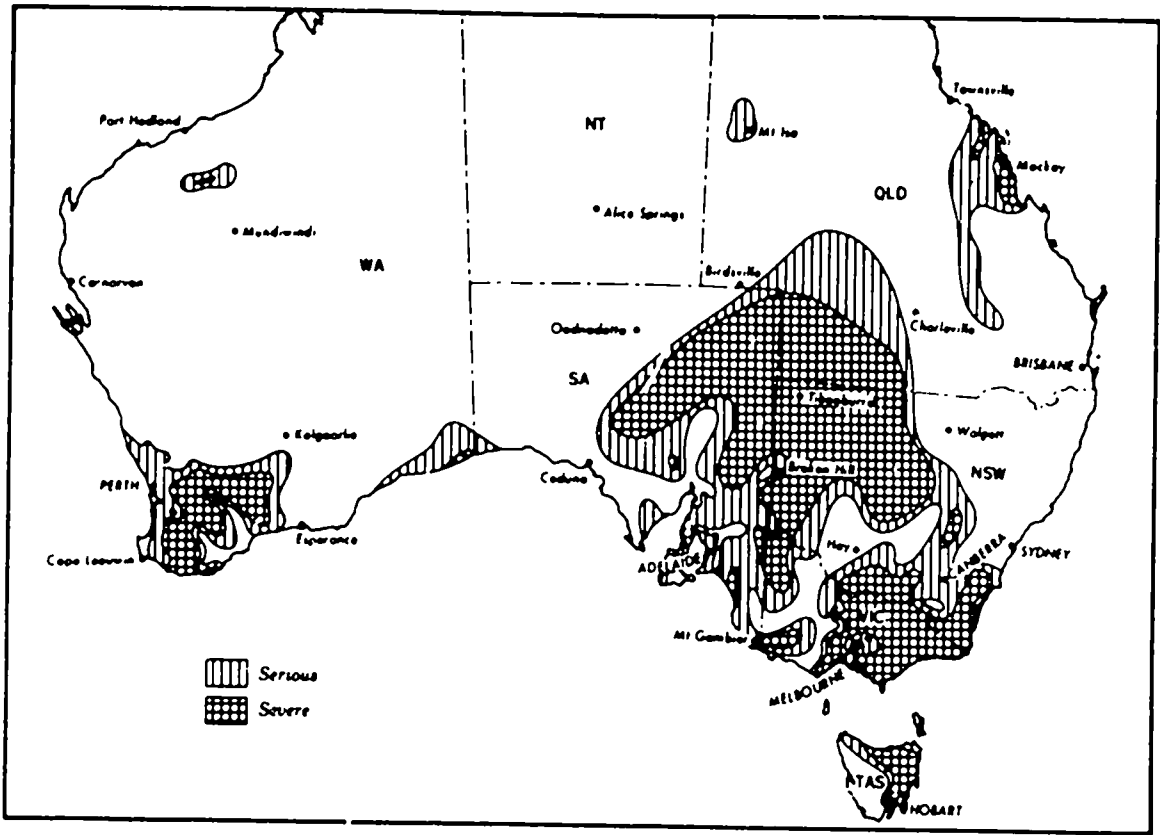 Townsville
Port Hedland
NT
Mt Isa
Mackay
QLD
Alice Springs
Mundiwindi
WA
Birdsville
Carnarvon
Charleville
Oodnadatta
BRISBANE
SA
Tibooburra
Kalgoorlie
Walgett
Broken Hill
NSW
Ceduna
PERTH
Esperance
Hay
CANBERRA
SYDNEY
Cape Leeuwin
ADELAIDE
VIC.
Mt Gambier
Serious
MELBOURNE
Severe
TAS
HOBART